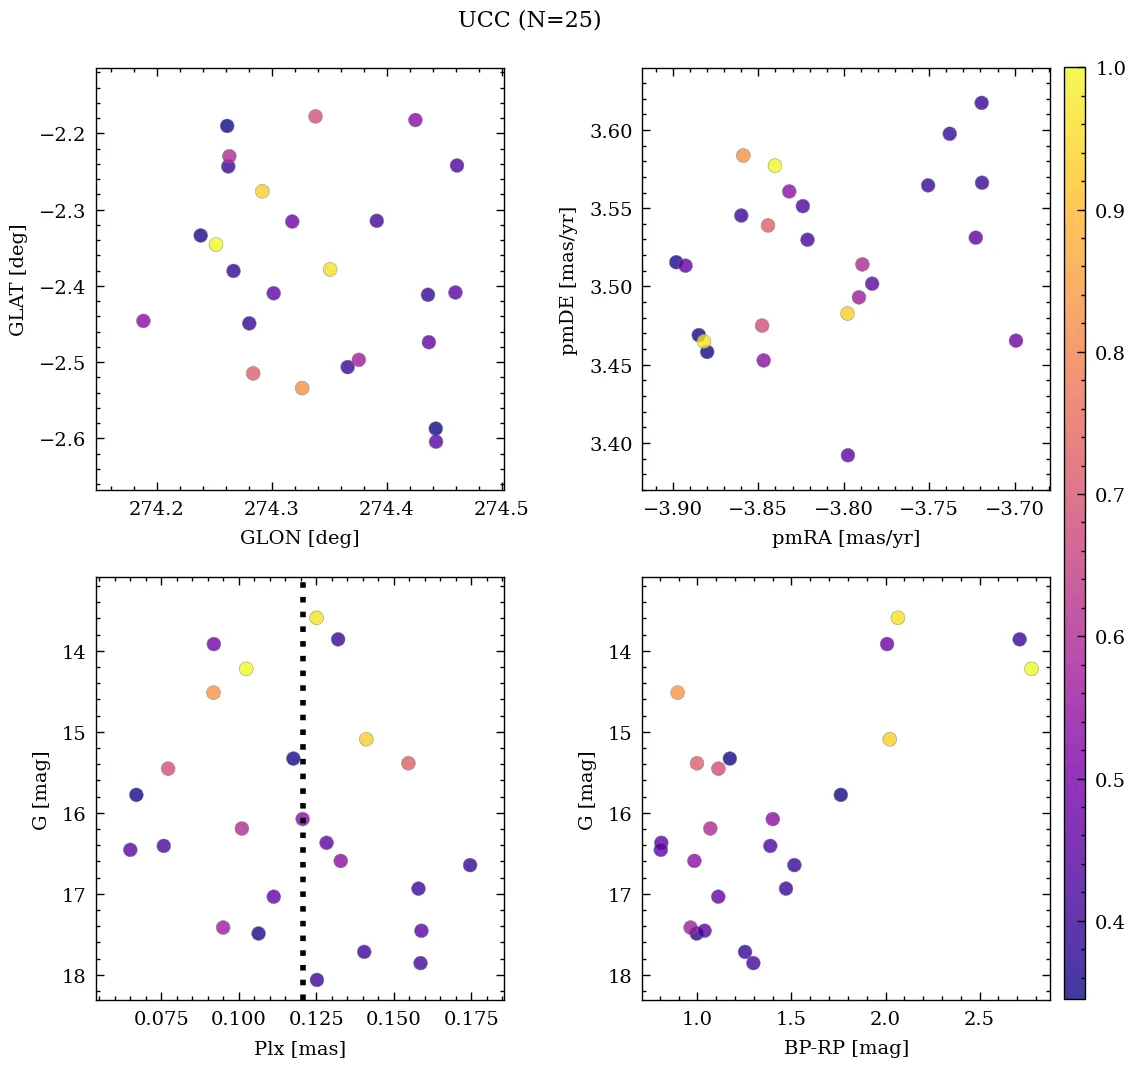 UCC (N=25)
−2.2
−2.3
−2.4
−2.5
−2.6
GLAT [deg]
274.2 274.3 274.4 274.5
GLON [deg]
3.60
3.55
3.50
3.45
3.40
pmDE [mas/yr]
−3.90 −3.85 −3.80 −3.75 −3.70
pmRA [mas/yr]
14
15
16
17
18
G [mag]
0.075 0.100 0.125 0.150 0.175
Plx [mas]
14
15
16
17
18
G [mag]
1.0 1.5 2.0 2.5
BP-RP [mag]
1.0
0.9
0.8
0.7
0.6
0.5
0.4